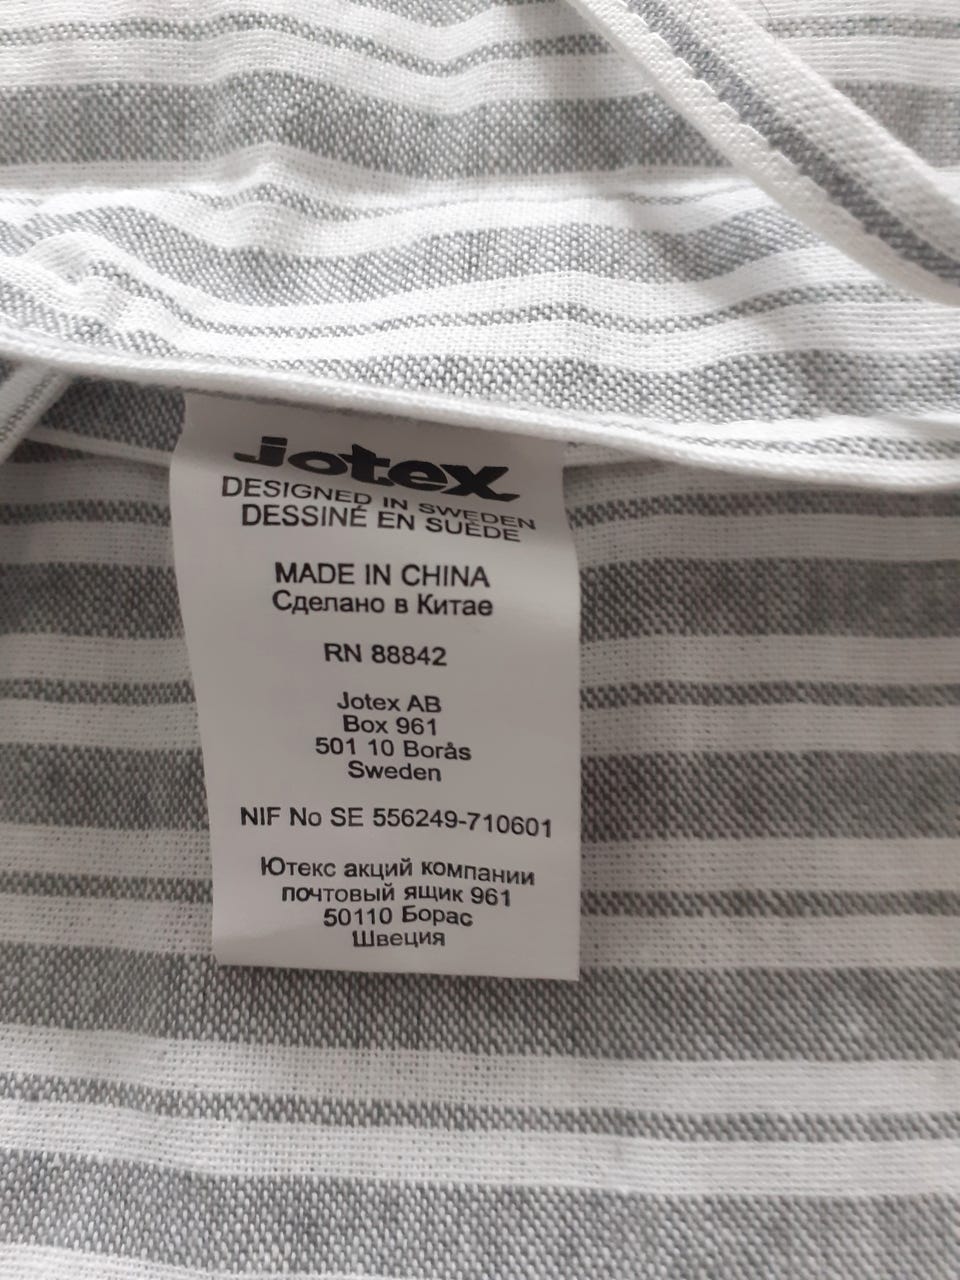 Jotex
DESIGNED IN SWEDEN
DESSINÉ EN SUÈDE
MADE IN CHINA
Сделано в Китае
RN 88842
Jotex AB
Box 961
501 10 Borås
Sweden
NIF No SE 556249-710601
Ютекс акций компании
почтовый ящик 961
50110 Борас
Швеция